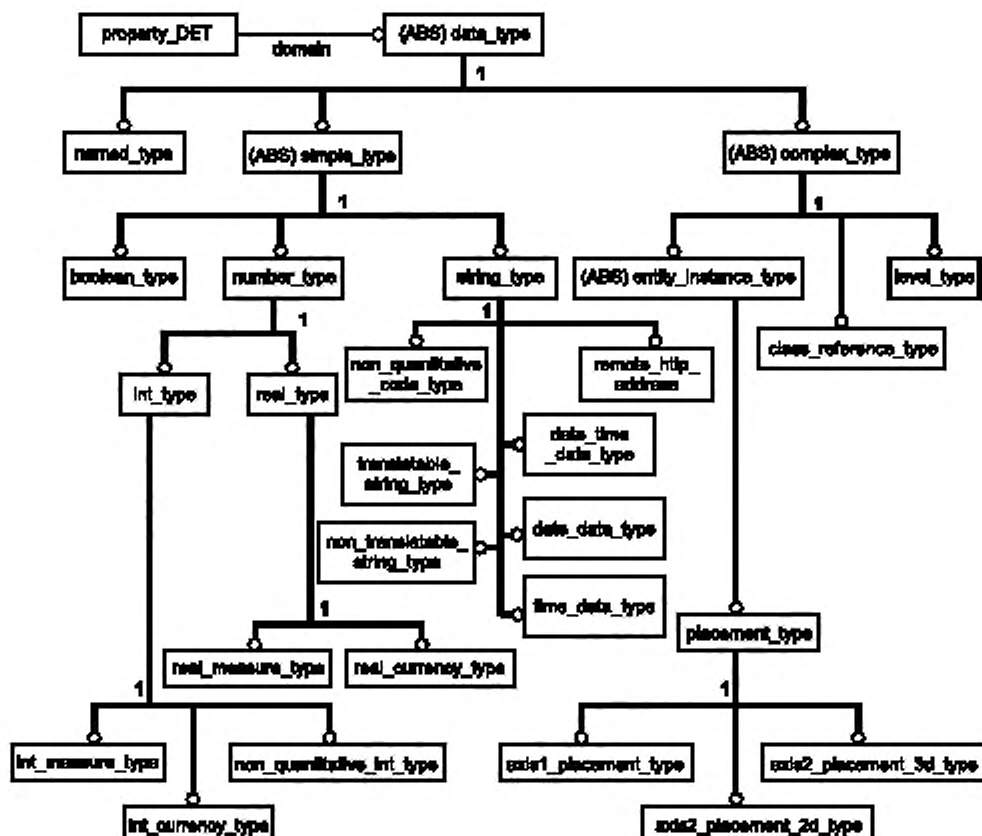 property_DET
(ABS) data_type
domain
1
named_type
(ABS) simple_type
(ABS) complex_type
1
1
boolean_type
number_type
string_type
(ABS) entity_instance_type
level_type
1
1
class_reference_type
non_quantitative
_code_type
remote_http_
address
int_type
real_type
date_time
_data_type
translatable_
string_type
date_data_type
non_translatable_
string_type
time_data_type
1
placement_type
real_measure_type
real_currency_type
1
1
int_measure_type
non_quantitative_int_type
axis1_placement_type
axis2_placement_3d_type
int_currency_type
axis2_placement_2d_type